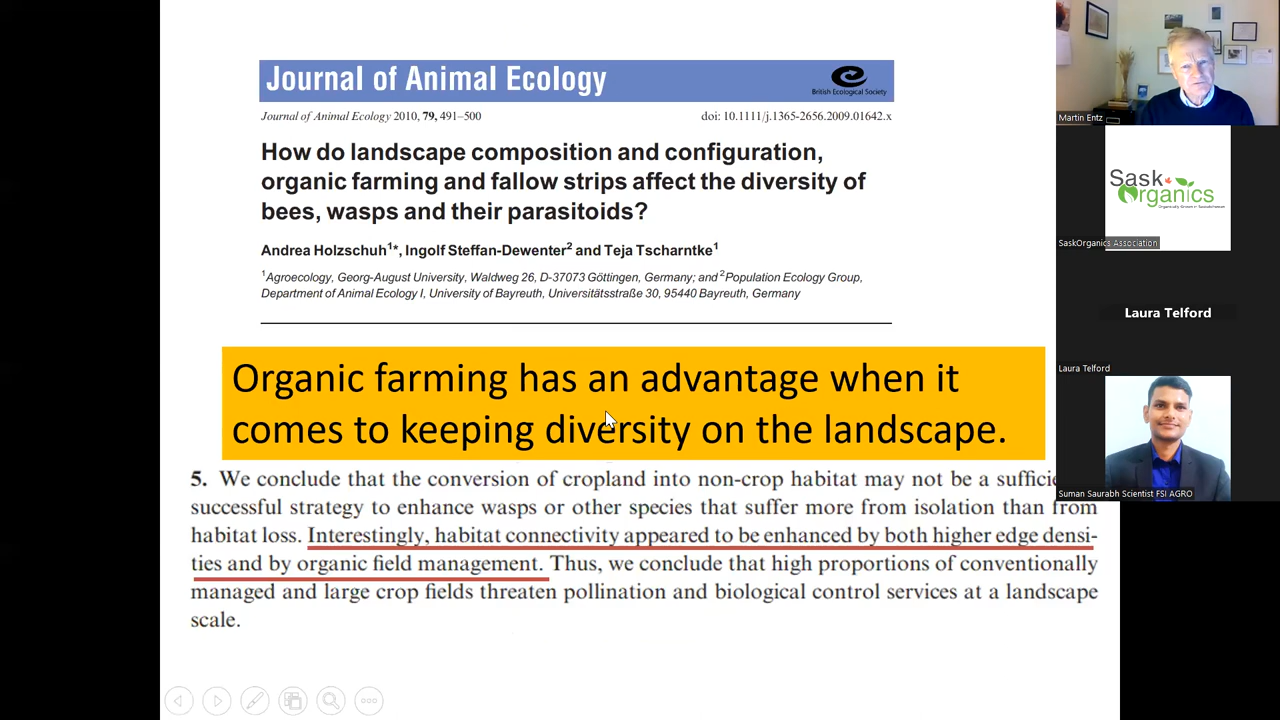 Journal of Animal Ecology
British Ecological Society
Journal of Animal Ecology 2010, 79, 491–500
doi: 10.1111/j.1365-2656.2009.01642.x
How do landscape composition and configuration,
organic farming and fallow strips affect the diversity of
bees, wasps and their parasitoids?
Andrea Holzschuh1*, Ingolf Steffan-Dewenter2 and Teja Tscharntke1
1Agroecology, Georg-August University, Waldweg 26, D-37073 Göttingen, Germany; and 2Population Ecology Group,
Department of Animal Ecology I, University of Bayreuth, Universitätsstraße 30, 95440 Bayreuth, Germany
Organic farming has an advantage when it
comes to keeping diversity on the landscape.
5. We conclude that the conversion of cropland into non-crop habitat may not be a
successful strategy to enhance wasps or other species that suffer more from isolation than from
habitat loss. Interestingly, habitat connectivity appeared to be enhanced by both higher edge densi-
ties and by organic field management. Thus, we conclude that high proportions of conventionally
managed and large crop fields threaten pollination and biological control services at a landscape
scale.
Martin Entz
Sask
Organics
SaskOrganics Association
Laura Telford
Laura Telford
Suman Saurabh Scientist FSI AGRO